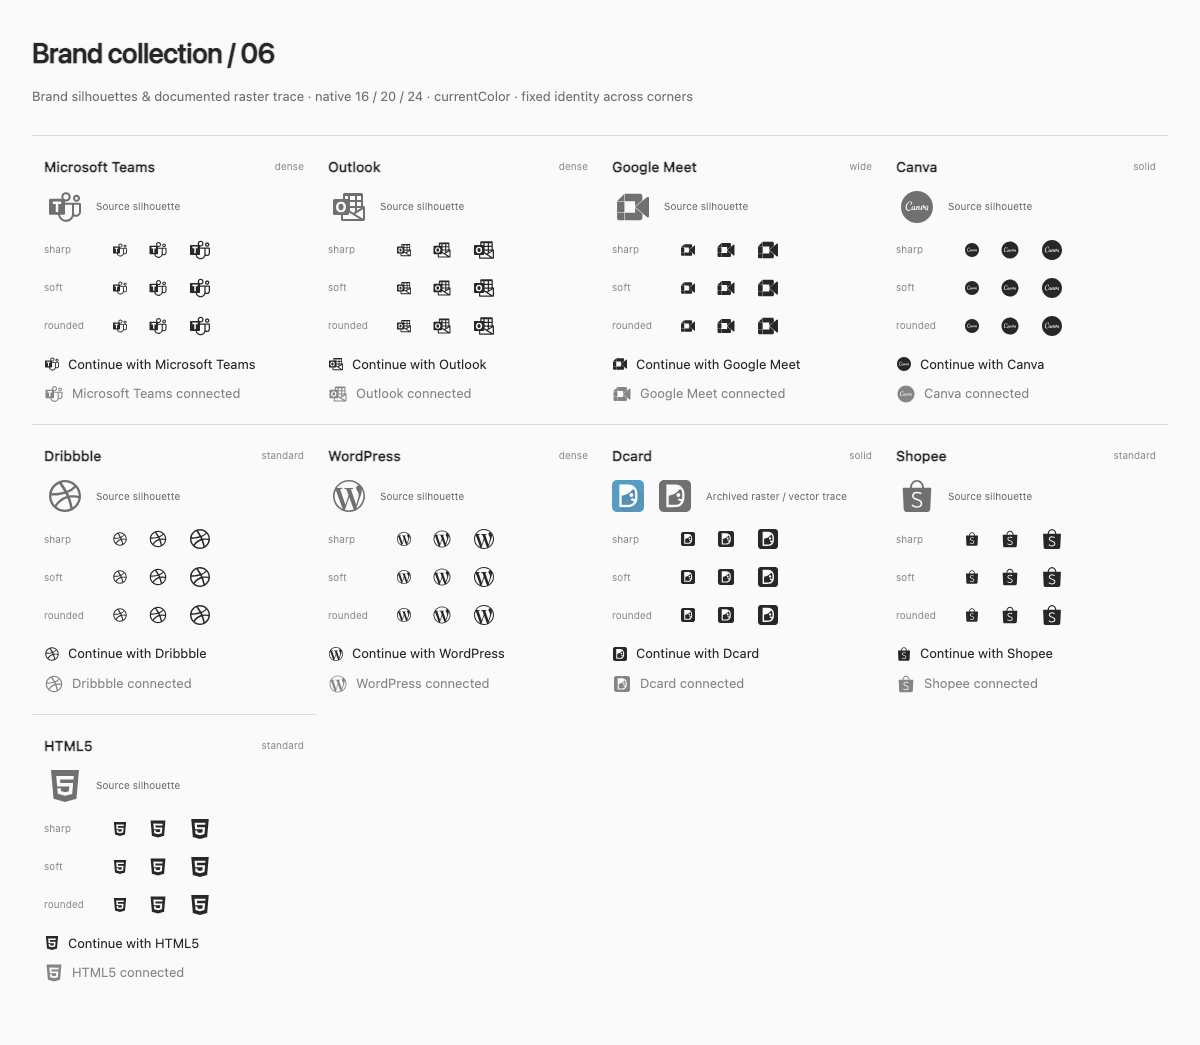 Brand collection / 06
Brand silhouettes & documented raster trace · native 16 / 20 / 24 · currentColor · fixed identity across corners
Microsoft Teams dense
Source silhouette
sharp
soft
rounded
Continue with Microsoft Teams
Microsoft Teams connected
Outlook dense
Source silhouette
sharp
soft
rounded
Continue with Outlook
Outlook connected
Google Meet wide
Source silhouette
sharp
soft
rounded
Continue with Google Meet
Google Meet connected
Canva solid
Canva
Source silhouette
sharp
soft
rounded
Continue with Canva
Canva connected
Dribbble standard
Source silhouette
sharp
soft
rounded
Continue with Dribbble
Dribbble connected
WordPress dense
Source silhouette
sharp
soft
rounded
Continue with WordPress
WordPress connected
Dcard solid
Archived raster / vector trace
sharp
soft
rounded
Continue with Dcard
Dcard connected
Shopee standard
Source silhouette
sharp
soft
rounded
Continue with Shopee
Shopee connected
HTML5 standard
Source silhouette
sharp
soft
rounded
Continue with HTML5
HTML5 connected